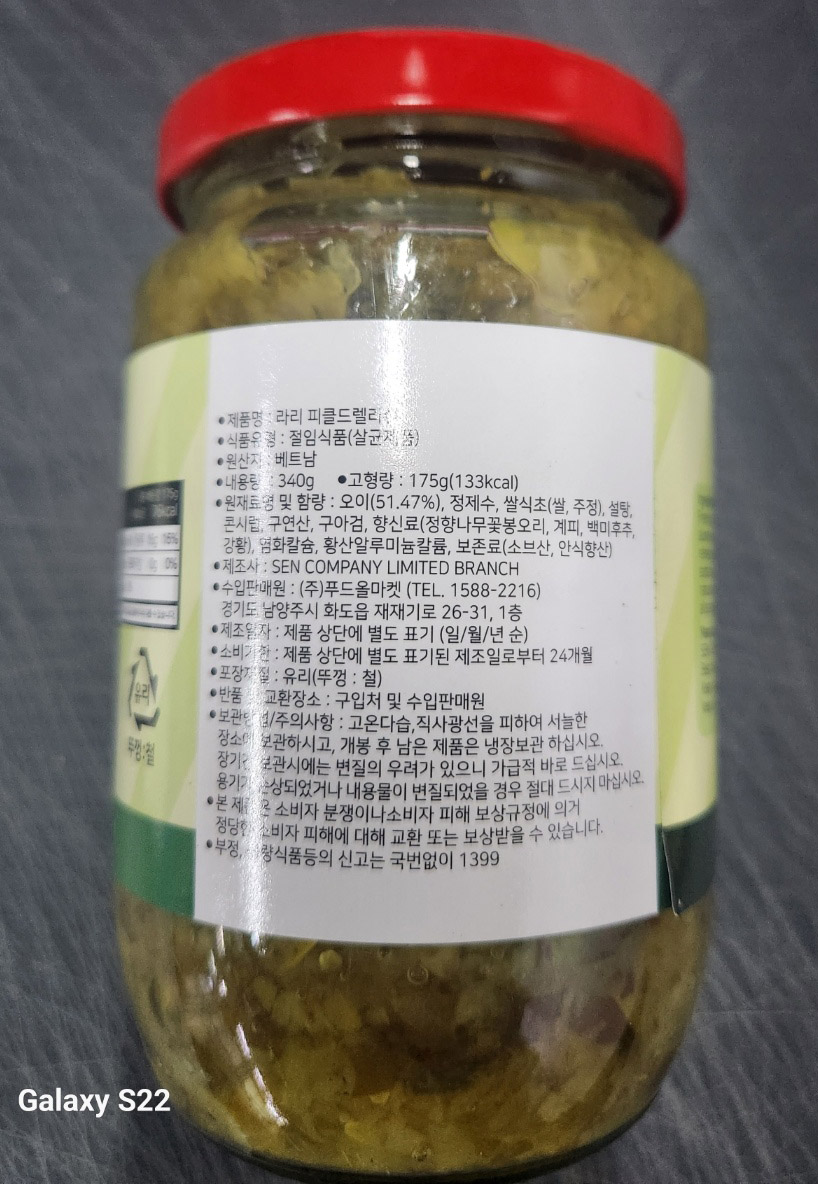 •제품명 : 라리 피클드렐리
•식품유형 : 절임식품(살균제품)
•원산지 : 베트남
•내용량 : 340g •고형량 : 175g(133kcal)
•원재료명 및 함량 : 오이(51.47%), 정제수, 쌀식초(쌀, 주정), 설탕,
콘시럽, 구연산, 구아검, 향신료(정향나무꽃봉오리, 계피, 백미후추,
강황), 염화칼슘, 황산알루미늄칼륨, 보존료(소브산, 안식향산)
•제조사 : SEN COMPANY LIMITED BRANCH
•수입판매원 : (주)푸드올마켓 (TEL. 1588-2216)
경기도 남양주시 화도읍 재재기로 26-31, 1층
•제조일자 : 제품 상단에 별도 표기 (일/월/년 순)
•소비기한 : 제품 상단에 별도 표기된 제조일로부터 24개월
•포장재질 : 유리(뚜껑 : 철)
•반품 및 교환장소 : 구입처 및 수입판매원
•보관방법/주의사항 : 고온다습,직사광선을 피하여 서늘한
장소에 보관하시고, 개봉 후 남은 제품은 냉장보관 하십시오.
장기간 보관시에는 변질의 우려가 있으니 가급적 바로 드십시오.
용기가 손상되었거나 내용물이 변질되었을 경우 절대 드시지 마십시오.
•본 제품은 소비자 분쟁이나소비자 피해 보상규정에 의거
정당한 소비자 피해에 대해 교환 또는 보상받을 수 있습니다.
•부정, 불량식품등의 신고는 국번없이 1399
유리
뚜껑:철
Galaxy S22